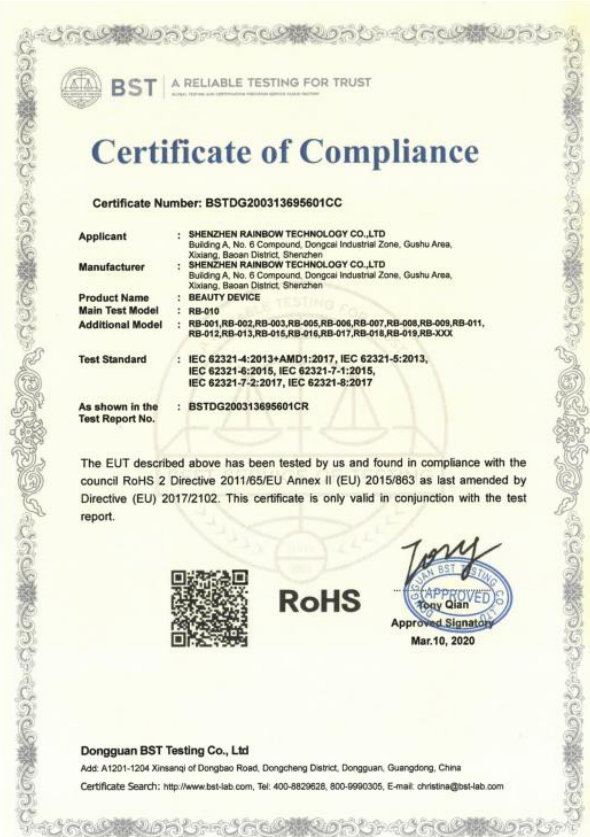 BST
A RELIABLE TESTING FOR TRUST
Certificate of Compliance
Certificate Number: BSTDG200313695601CC
Applicant : SHENZHEN RAINBOW TECHNOLOGY CO.,LTD
Building A, No. 6 Compound, Dongcai Industrial Zone, Gushu Area,
Xixiang, Baoan District, Shenzhen
Manufacturer : SHENZHEN RAINBOW TECHNOLOGY CO.,LTD
Building A, No. 6 Compound, Dongcai Industrial Zone, Gushu Area,
Xixiang, Baoan District, Shenzhen
Product Name : BEAUTY DEVICE
Main Test Model : RB-010
Additional Model : RB-001,RB-002,RB-003,RB-005,RB-006,RB-007,RB-008,RB-009,RB-011,
RB-012,RB-013,RB-015,RB-016,RB-017,RB-018,RB-019,RB-XXX
Test Standard : IEC 62321-4:2013+AMD1:2017, IEC 62321-5:2013,
IEC 62321-6:2015, IEC 62321-7-1:2015,
IEC 62321-7-2:2017, IEC 62321-8:2017
As shown in the : BSTDG200313695601CR
Test Report No.
The EUT described above has been tested by us and found in compliance with the
council RoHS 2 Directive 2011/65/EU Annex II (EU) 2015/863 as last amended by
Directive (EU) 2017/2102. This certificate is only valid in conjunction with the test
report.
RoHS
Tony
DONGGUAN BST TESTING CO., LTD
APPROVED
Tony Qian
Approved Signatory
Mar.10, 2020
Dongguan BST Testing Co., Ltd
Add: A1201-1204 Xinsanqi of Dongbao Road, Dongcheng District, Dongguan, Guangdong, China
Certificate Search: http://www.bst-lab.com, Tel: 400-8829628, 800-9990305, E-mail: christina@bst-lab.com